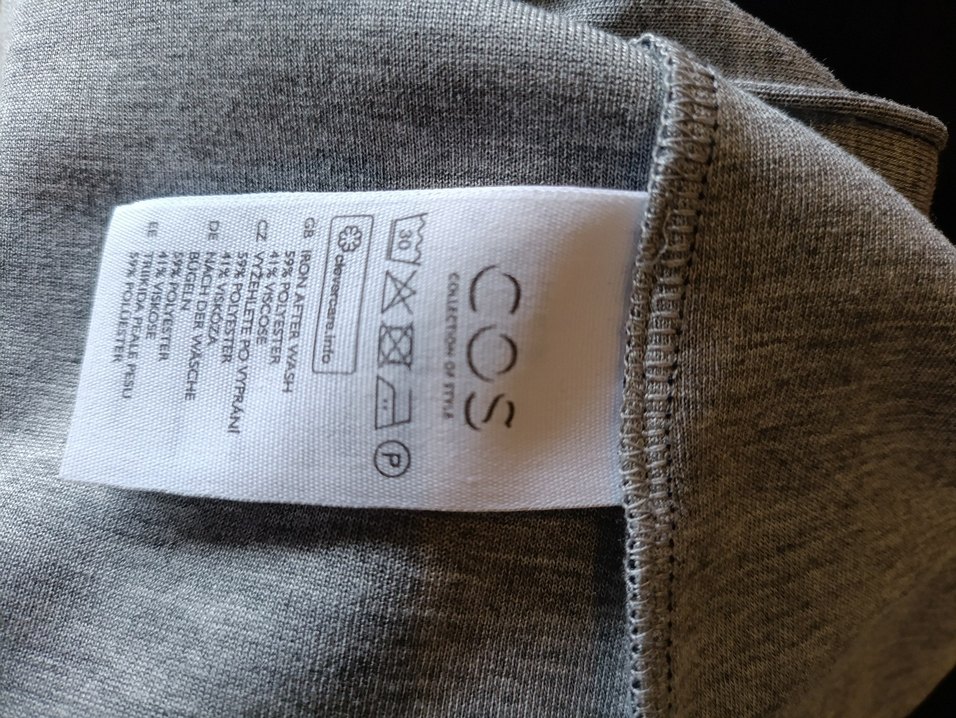 COS
COLLECTION OF STYLE
30
P
clevercare.info
GB IRON AFTER WASH
59% POLYESTER
41% VISCOSE
CZ VYŽEHLETE PO VYPRÁNÍ
59% POLYESTER
41% VISKÓZA
DE NACH DER WÄSCHE
BÜGELN
59% POLYESTER
41% VISKOSE
EE TRIIKIDA PEALE PESU
59% POLÜESTER